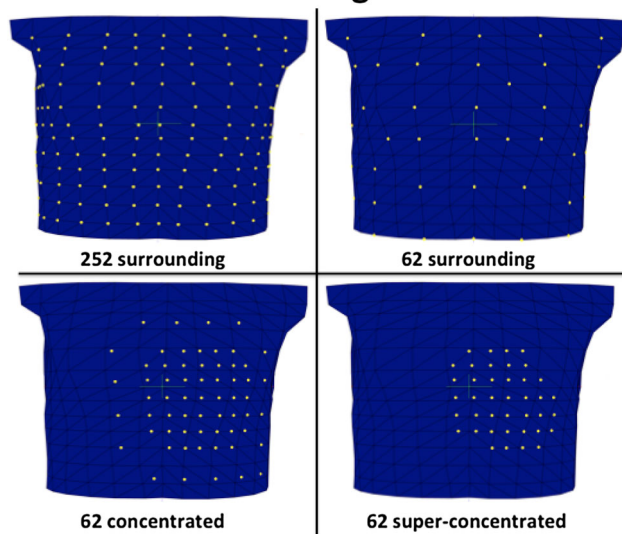 252 surrounding
62 surrounding
62 concentrated
62 super-concentrated